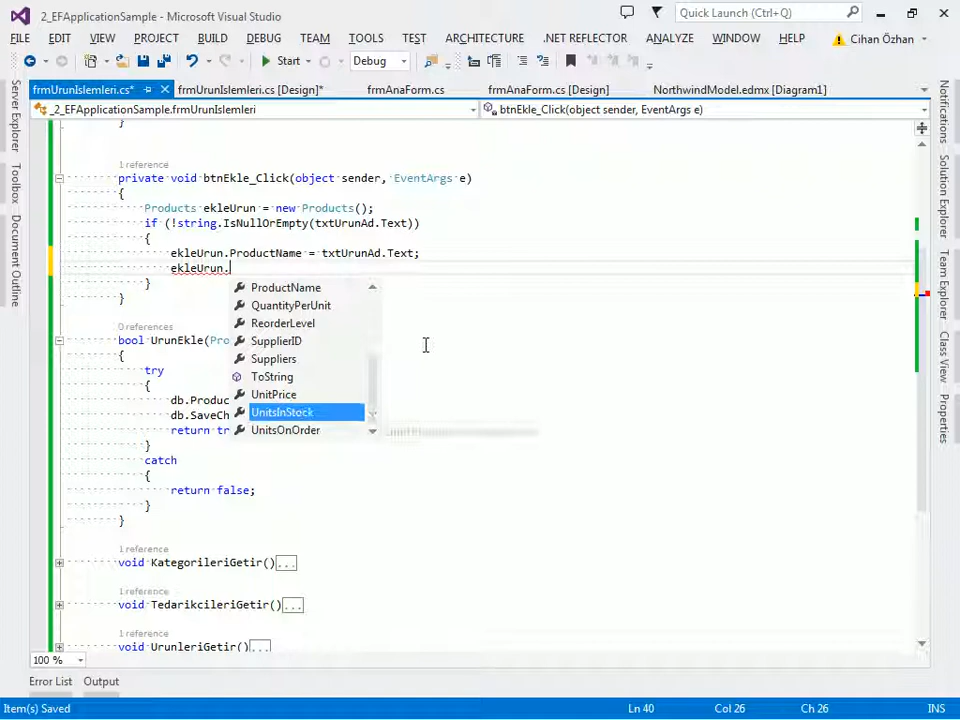 2_EFApplicationSample - Microsoft Visual Studio
Quick Launch (Ctrl+Q)
FILE EDIT VIEW PROJECT BUILD DEBUG TEAM TOOLS TEST ARCHITECTURE .NET REFLECTOR ANALYZE WINDOW HELP Cihan Özhan
Start Debug
frmUrunIslemleri.cs* frmUrunIslemleri.cs [Design]* frmAnaForm.cs frmAnaForm.cs [Design] NorthwindModel.edmx [Diagram1]
_2_EFApplicationSample.frmUrunIslemleri btnEkle_Click(object sender, EventArgs e)
Server Explorer
Toolbox
Document Outline
}
1 reference
private void btnEkle_Click(object sender, EventArgs e)
{
Products ekleUrun = new Products();
if (!string.IsNullOrEmpty(txtUrunAd.Text))
{
ekleUrun.ProductName = txtUrunAd.Text;
ekleUrun.
}
}
ProductName
QuantityPerUnit
ReorderLevel
SupplierID
Suppliers
ToString
UnitPrice
UnitsInStock
UnitsOnOrder
0 references
bool UrunEkle(Pro
{
try
{
db.Produc
db.SaveCh
return tr
}
catch
{
return false;
}
}
1 reference
void KategorileriGetir()...
1 reference
void TedarikcileriGetir()...
1 reference
void UrunleriGetir()...
Notifications
Solution Explorer
Team Explorer
Class View
Properties
100 %
Error List Output
Item(s) Saved Ln 40 Col 26 Ch 26 INS